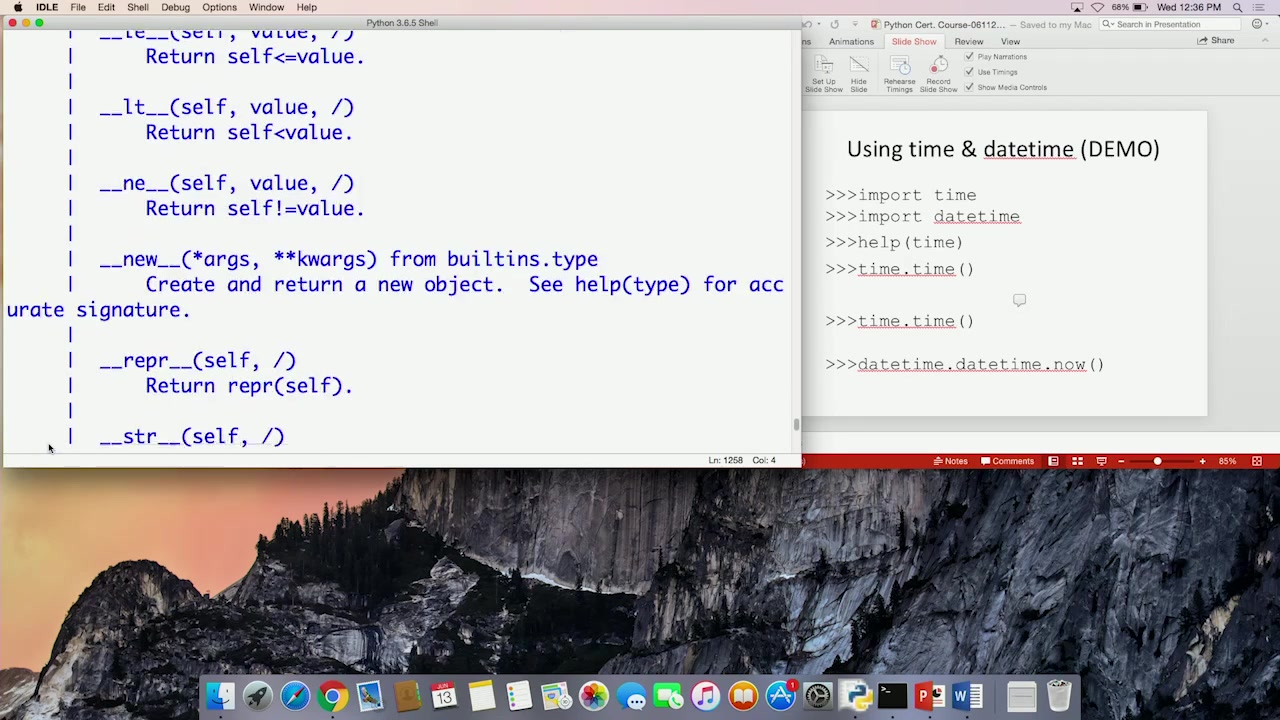 IDLE File Edit Shell Debug Options Window Help
68% Wed 12:36 PM
Python 3.6.5 Shell
| __le__(self, value, /)
| Return self<=value.
|
| __lt__(self, value, /)
| Return self<value.
|
| __ne__(self, value, /)
| Return self!=value.
|
| __new__(*args, **kwargs) from builtins.type
| Create and return a new object.  See help(type) for acc
urate signature.
|
| __repr__(self, /)
| Return repr(self).
|
| __str__(self, /)
Ln: 1258 Col: 4
Python Cert. Course-06112... — Saved to my Mac
Search in Presentation
ns Animations Slide Show Review View
Share
Set Up
Slide Show
Hide
Slide
Rehearse
Timings
Record
Slide Show
Play Narrations
Use Timings
Show Media Controls
Using time & datetime (DEMO)
>>>import time
>>>import datetime
>>>help(time)
>>>time.time()
>>>time.time()
>>>datetime.datetime.now()
Notes Comments 85%
JUN
13
1